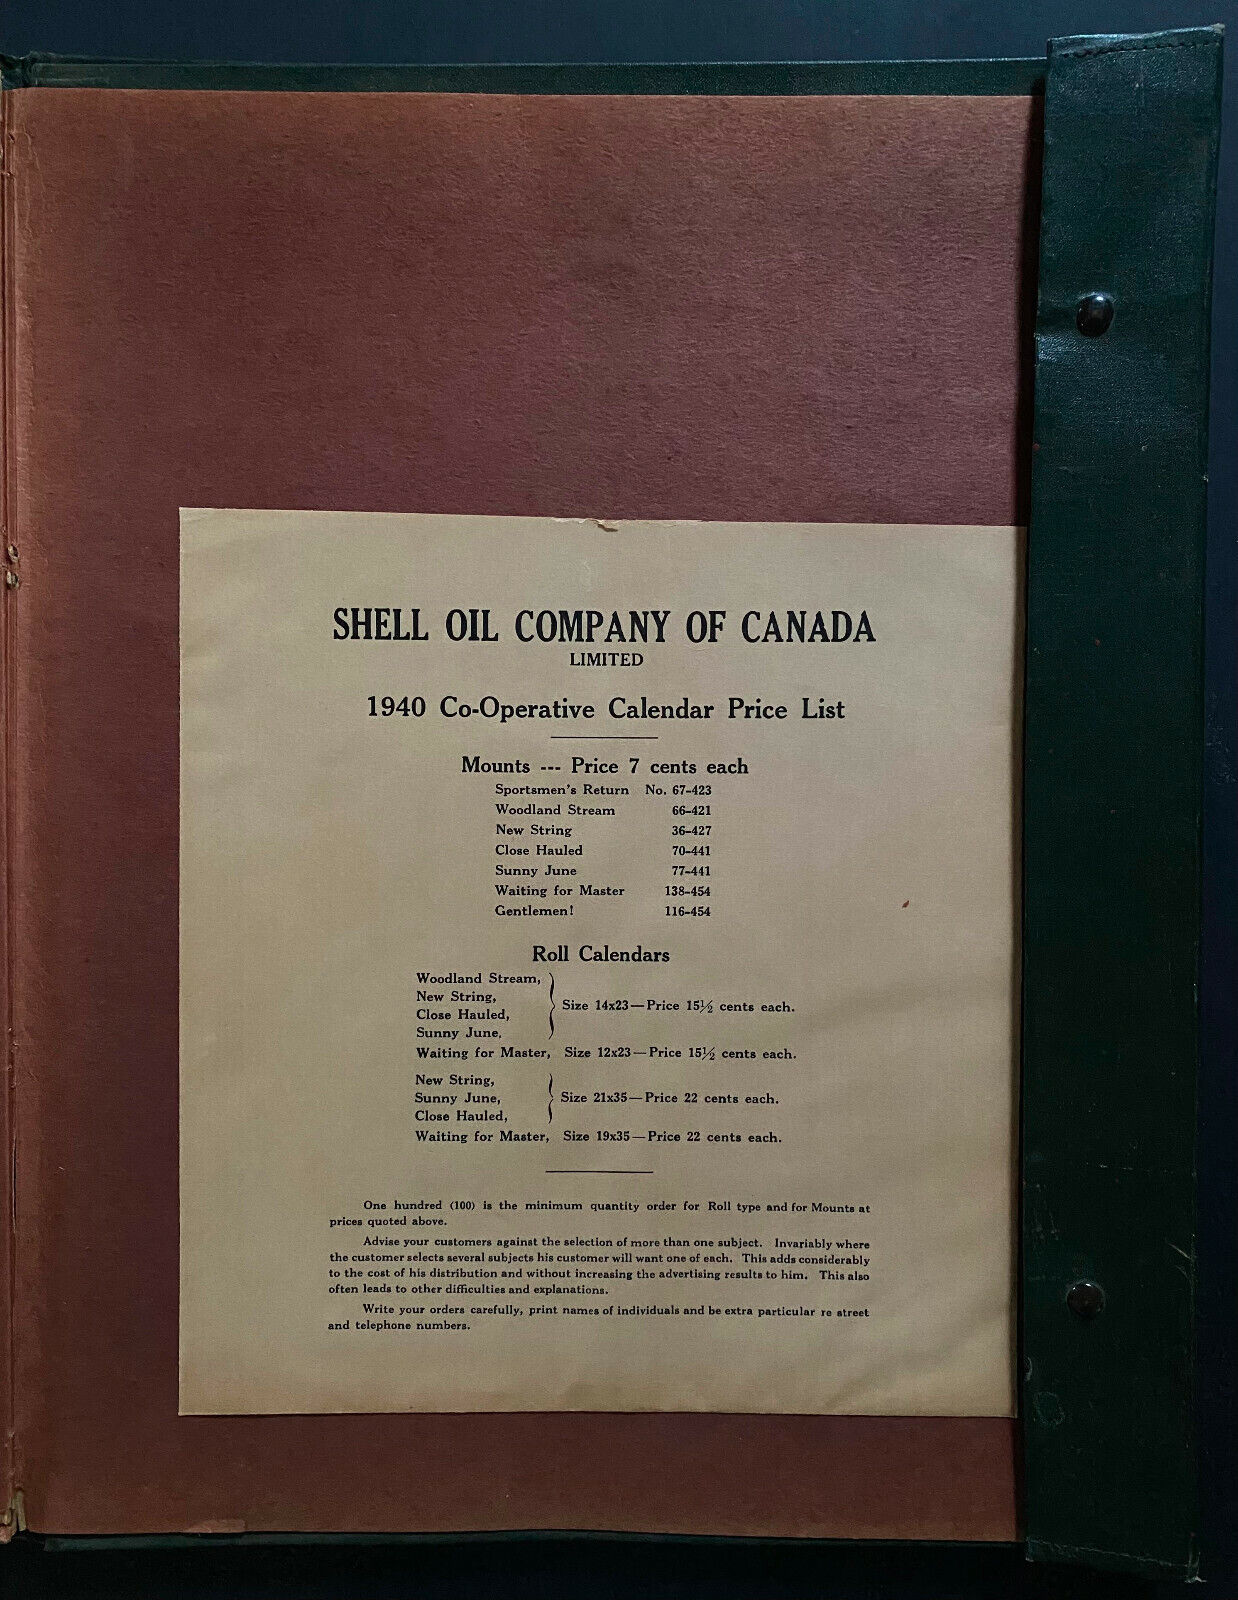 SHELL OIL COMPANY OF CANADA
LIMITED
1940 Co-Operative Calendar Price List
Mounts --- Price 7 cents each
Sportsmen's Return No. 67-423
Woodland Stream 66-421
New String 36-427
Close Hauled 70-441
Sunny June 77-441
Waiting for Master 138-454
Gentlemen! 116-454
Roll Calendars
Woodland Stream,
New String,
Close Hauled,
Sunny June,
Size 14x23—Price 15½ cents each.
Waiting for Master, Size 12x23—Price 15½ cents each.
New String,
Sunny June,
Close Hauled,
Size 21x35—Price 22 cents each.
Waiting for Master, Size 19x35—Price 22 cents each.
One hundred (100) is the minimum quantity order for Roll type and for Mounts at
prices quoted above.
Advise your customers against the selection of more than one subject. Invariably where
the customer selects several subjects his customer will want one of each. This adds considerably
to the cost of his distribution and without increasing the advertising results to him. This also
often leads to other difficulties and explanations.
Write your orders carefully, print names of individuals and be extra particular re street
and telephone numbers.